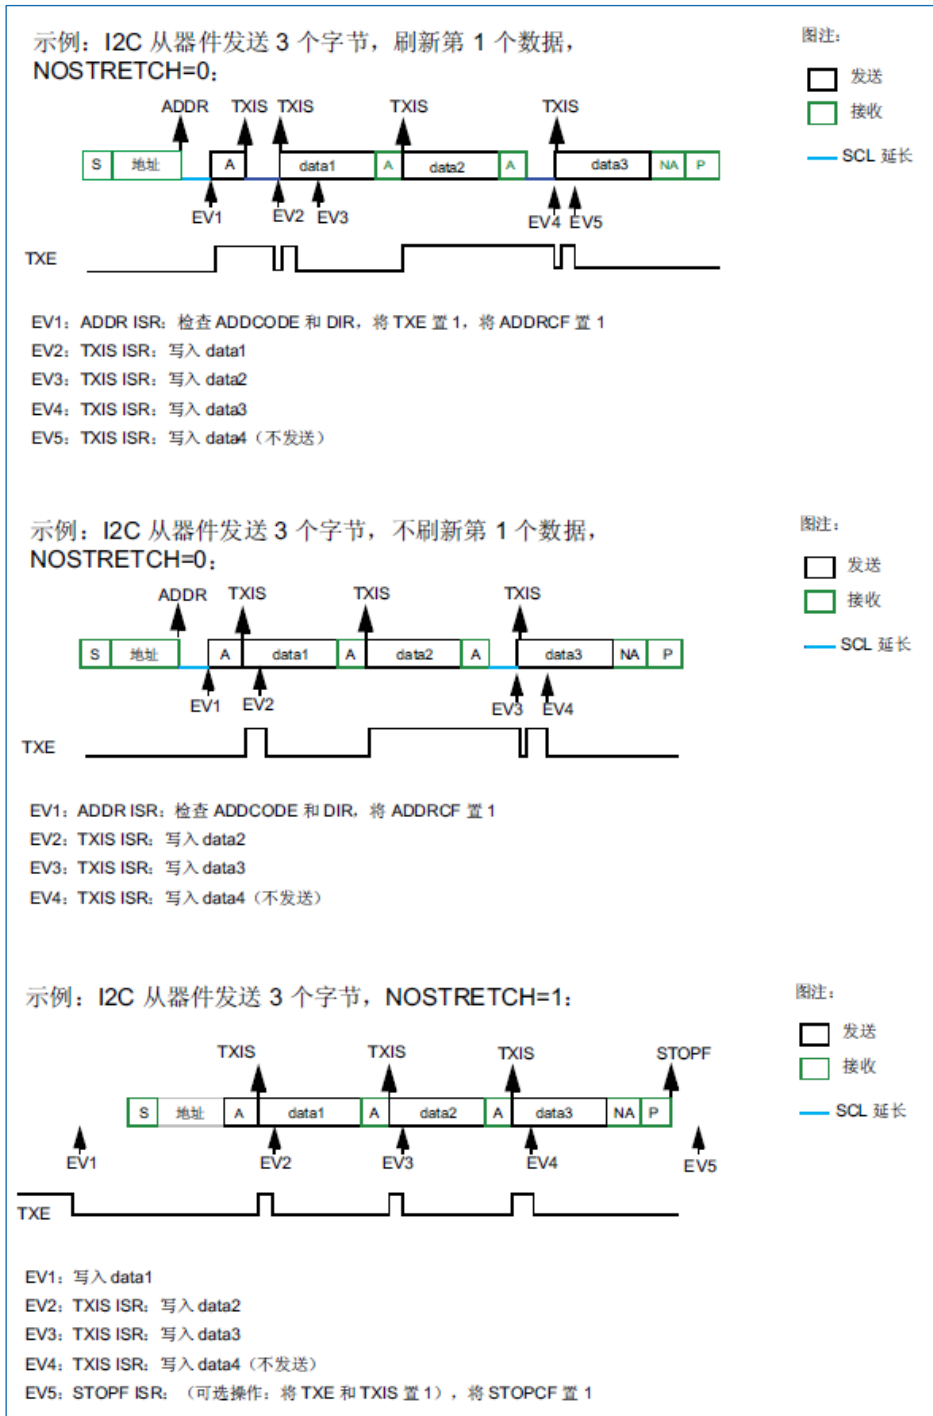 示例：I2C 从器件发送 3 个字节，刷新第 1 个数据，
NOSTRETCH=0：
图注：
发送
接收
SCL 延长
ADDR TXIS TXIS TXIS TXIS
S 地址 A data1 A data2 A data3 NA P
EV1 EV2 EV3 EV4 EV5
TXE
EV1：ADDR ISR：检查 ADDCODE 和 DIR，将 TXE 置 1，将 ADDRCF 置 1
EV2：TXIS ISR：写入 data1
EV3：TXIS ISR：写入 data2
EV4：TXIS ISR：写入 data3
EV5：TXIS ISR：写入 data4（不发送）
示例：I2C 从器件发送 3 个字节，不刷新第 1 个数据，
NOSTRETCH=0：
图注：
发送
接收
SCL 延长
ADDR TXIS TXIS TXIS
S 地址 A data1 A data2 A data3 NA P
EV1 EV2 EV3 EV4
TXE
EV1：ADDR ISR：检查 ADDCODE 和 DIR，将 ADDRCF 置 1
EV2：TXIS ISR：写入 data2
EV3：TXIS ISR：写入 data3
EV4：TXIS ISR：写入 data4（不发送）
示例：I2C 从器件发送 3 个字节，NOSTRETCH=1：
图注：
发送
接收
SCL 延长
TXIS TXIS TXIS STOPF
S 地址 A data1 A data2 A data3 NA P
EV1 EV2 EV3 EV4 EV5
TXE
EV1：写入 data1
EV2：TXIS ISR：写入 data2
EV3：TXIS ISR：写入 data3
EV4：TXIS ISR：写入 data4（不发送）
EV5：STOPF ISR：（可选操作：将 TXE 和 TXIS 置 1），将 STOPCF 置 1